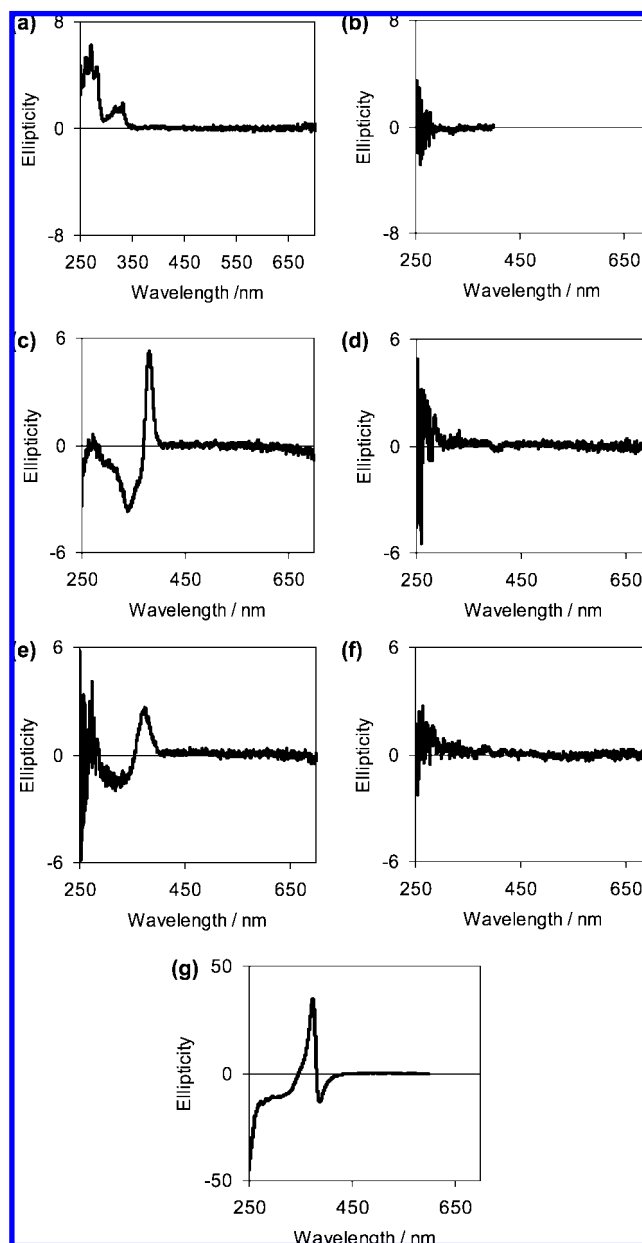 (a)
8
0
-8
Ellipticity
250 350 450 550 650
Wavelength /nm
(b)
8
0
-8
Ellipticity
250 450 650
Wavelength / nm
(c)
6
0
-6
Ellipticity
250 450 650
Wavelength / nm
(d)
6
0
-6
Ellipticity
250 450 650
Wavelength / nm
(e)
6
0
-6
Ellipticity
250 450 650
Wavelength / nm
(f)
6
0
-6
Ellipticity
250 450 650
Wavelength / nm
(g)
50
0
-50
Ellipticity
250 450 650
Wavelength / nm